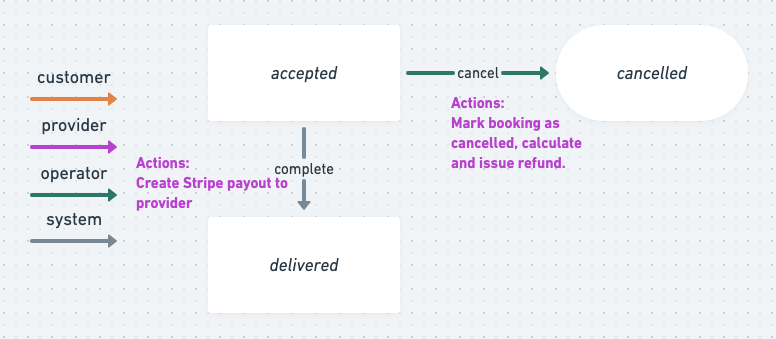 customer
provider
operator
system
accepted
cancel
cancelled
Actions:
Mark booking as
cancelled, calculate
and issue refund.
complete
Actions:
Create Stripe payout to
provider
delivered